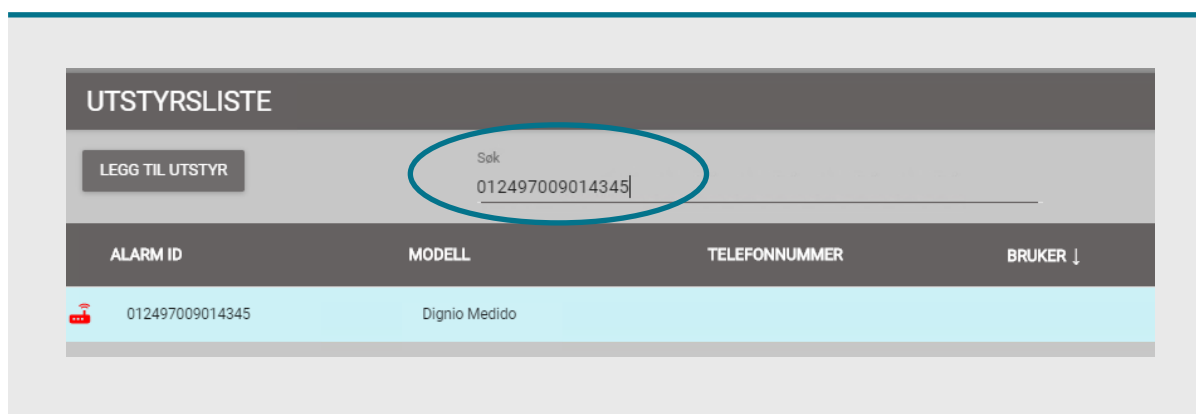 UTSTYRSLISTE
LEGG TIL UTSTYR
Søk
012497009014345
ALARM ID MODELL TELEFONNUMMER BRUKER ↓
012497009014345 Dignio Medido